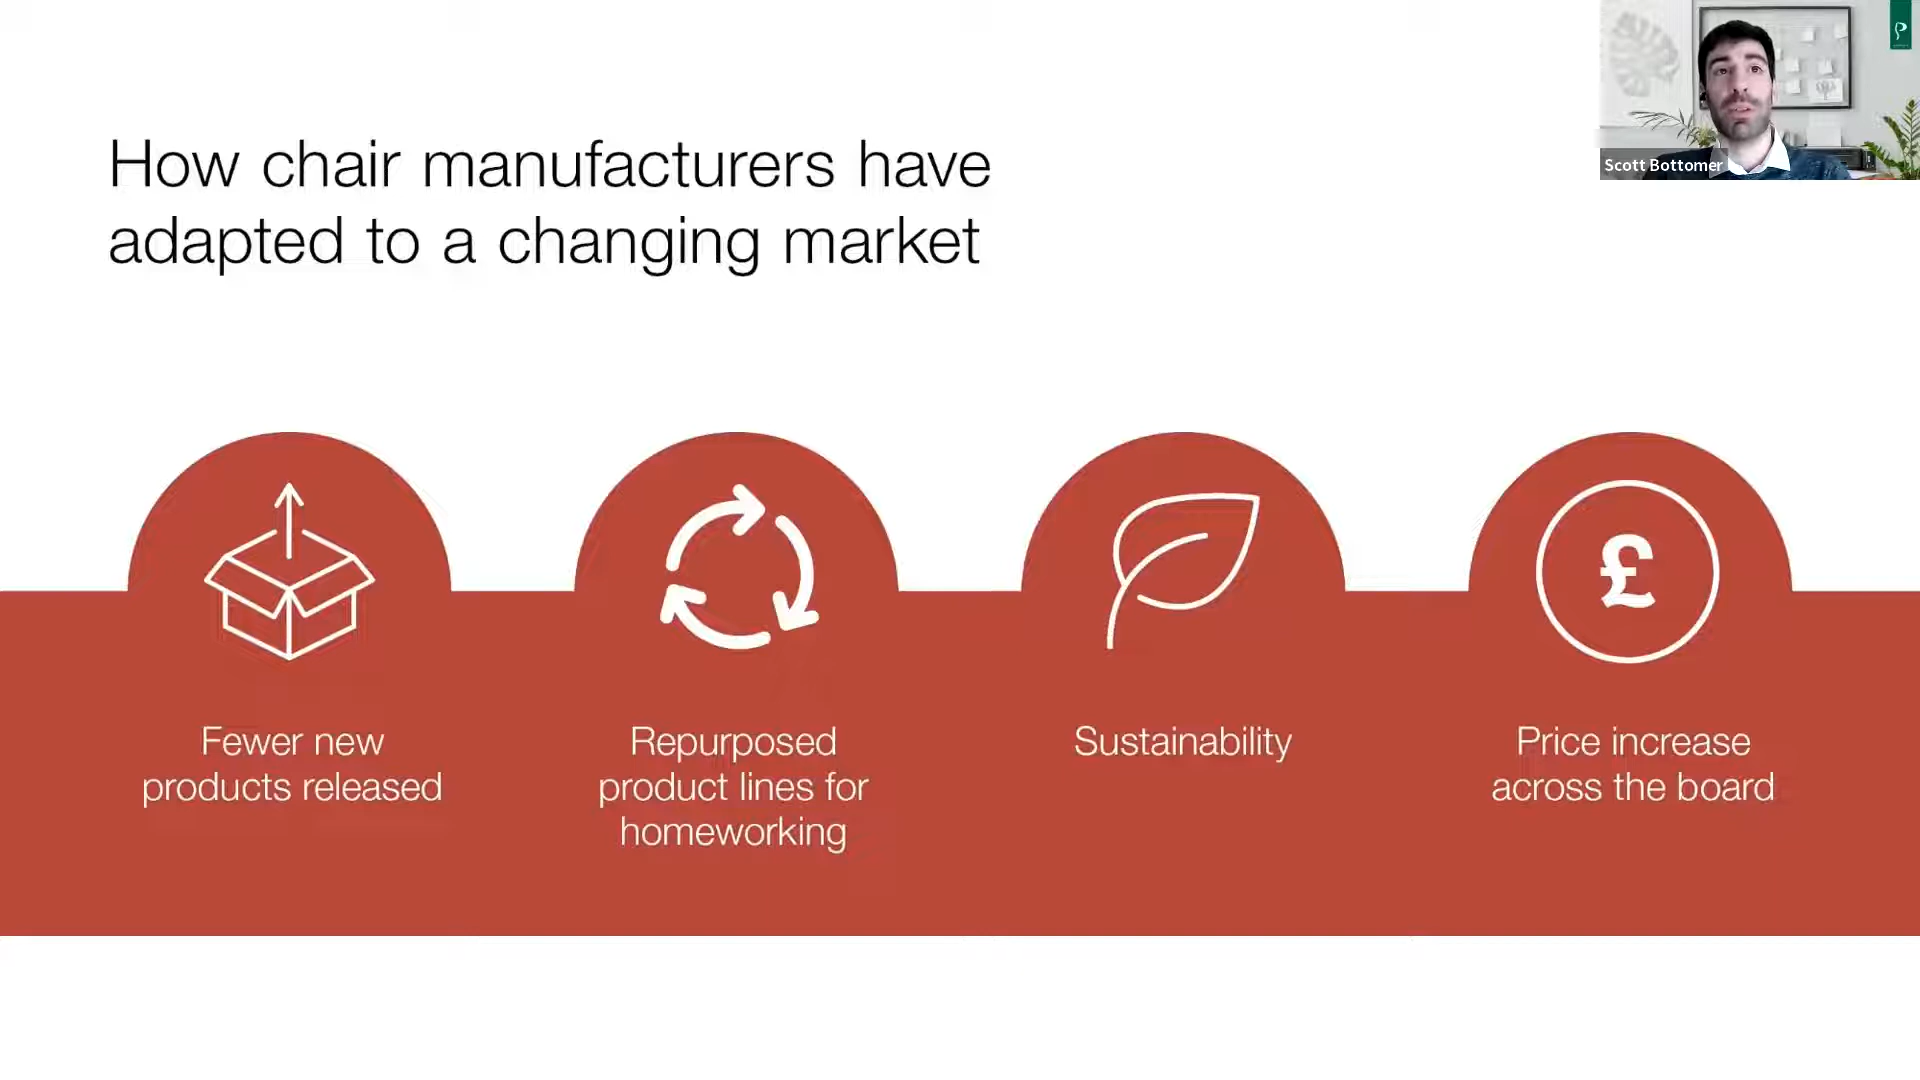 How chair manufacturers have
adapted to a changing market
Scott Bottomer
£
Fewer new
products released
Repurposed
product lines for
homeworking
Sustainability
Price increase
across the board